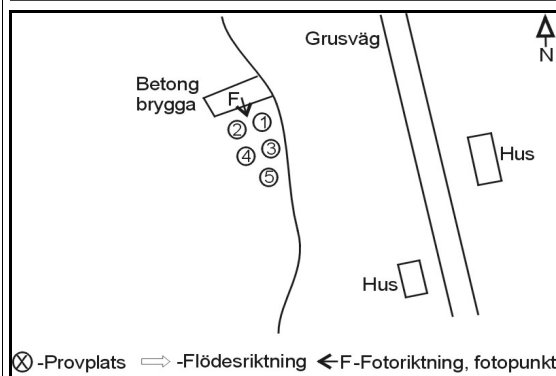 Grusväg
N
Betong
brygga
F
2 1
4 3
5
Hus
Hus
X -Provplats -Flödesriktning F-Fotoriktning, fotopunkt